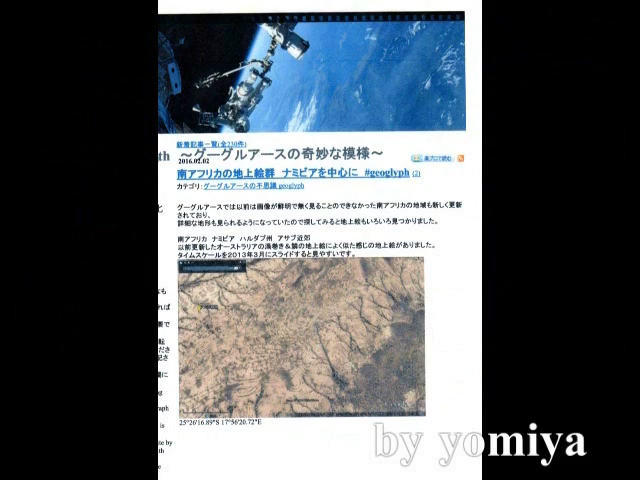 新着記事一覧(全230件)
～グーグルアースの奇妙な模様～
2016.02.02
楽ブロで読む
南アフリカの地上絵群 ナミビアを中心に #geoglyph (2)
カテゴリ:グーグルアースの不思議 geoglyph
グーグルアースでは以前は画像が鮮明で無く見ることのできなかった南アフリカの地域も新しく更新
されており、
詳細な地形も見られるようになっていたので探してみると地上絵もいろいろ見つかりました。
南アフリカ ナミビア ハルダプ州 アサブ近郊
以前更新したオーストラリアの渦巻き＆鱗の地上絵によく似た感じの地上絵がありました。
タイムスケールを2013年3月にスライドすると見やすいです。
25°26'16.89"S 17°56'20.72"E
by yomiya